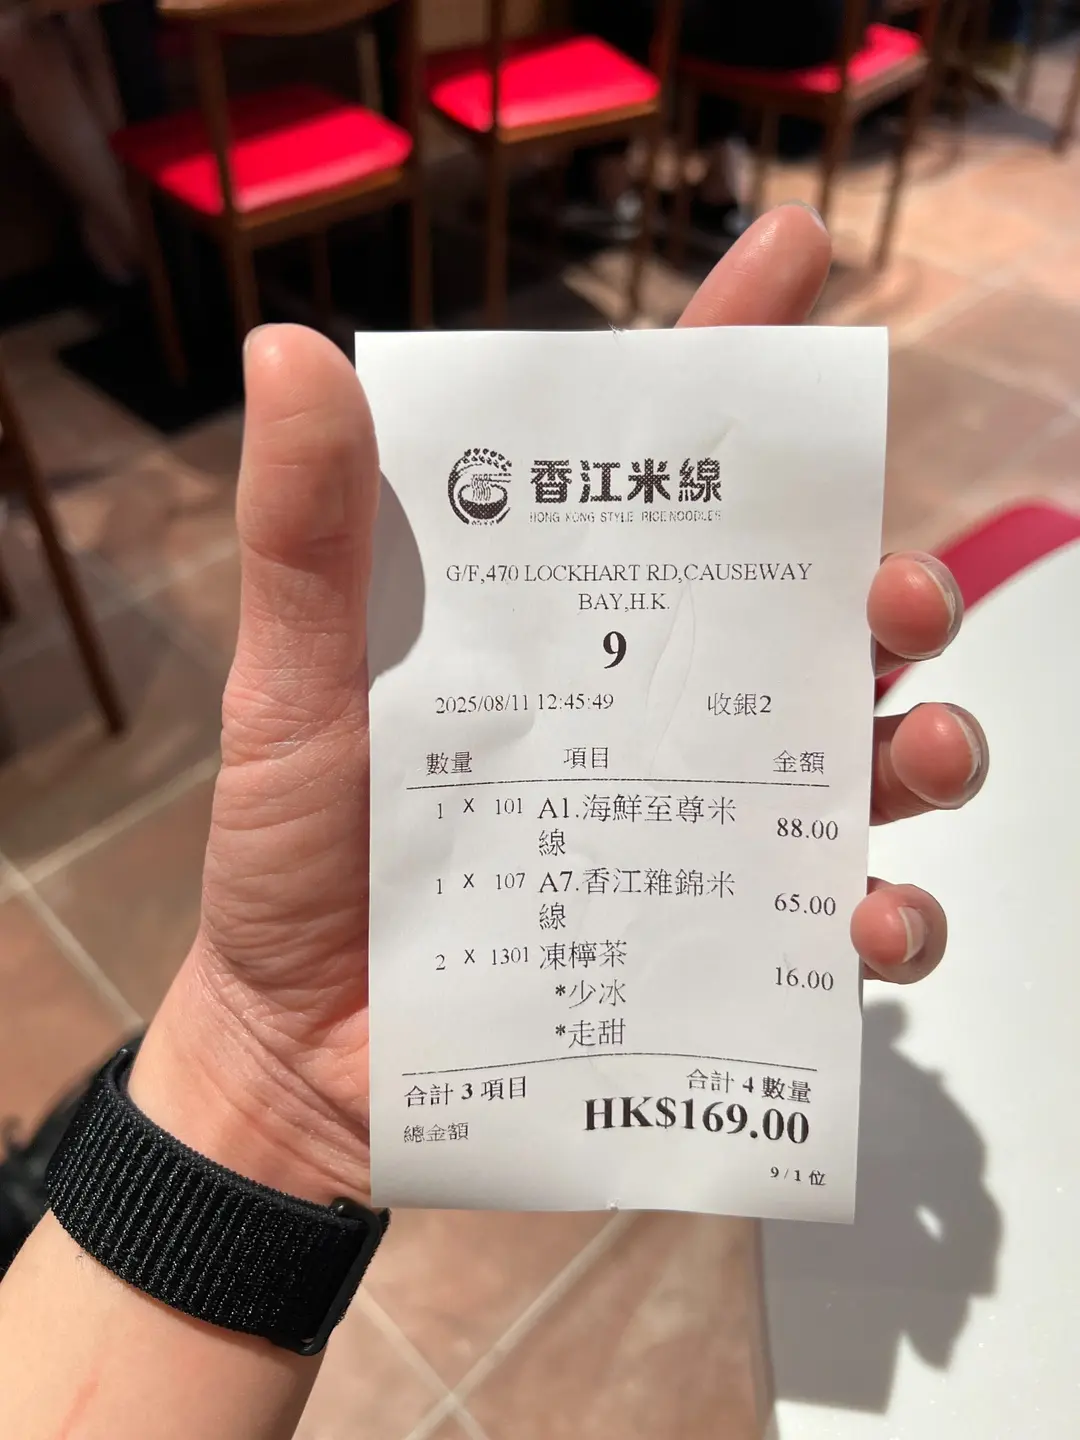 香江米線
HONG KONG STYLE RICE NOODLES
G/F,470 LOCKHART RD,CAUSEWAY
BAY,H.K.
9
2025/08/11 12:45:49 收銀2
數量 項目 金額
1 X 101 A1.海鮮至尊米 88.00
線
1 X 107 A7.香江雜錦米 65.00
線
2 X 1301 凍檸茶 16.00
*少冰
*走甜
合計 3 項目 合計 4 數量
總金額 HK$169.00
9 / 1 位